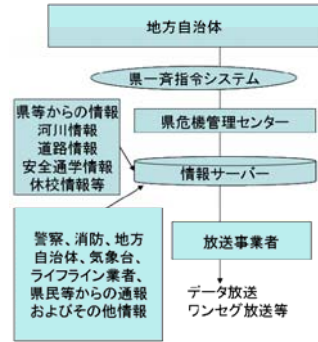 地方自治体
県一斉指令システム
県等からの情報
河川情報
道路情報
安全通学情報
休校情報等
県危機管理センター
情報サーバー
警察、消防、地方
自治体、気象台、
ライフライン業者、
県民等からの通報
およびその他情報
放送事業者
データ放送
ワンセグ放送等